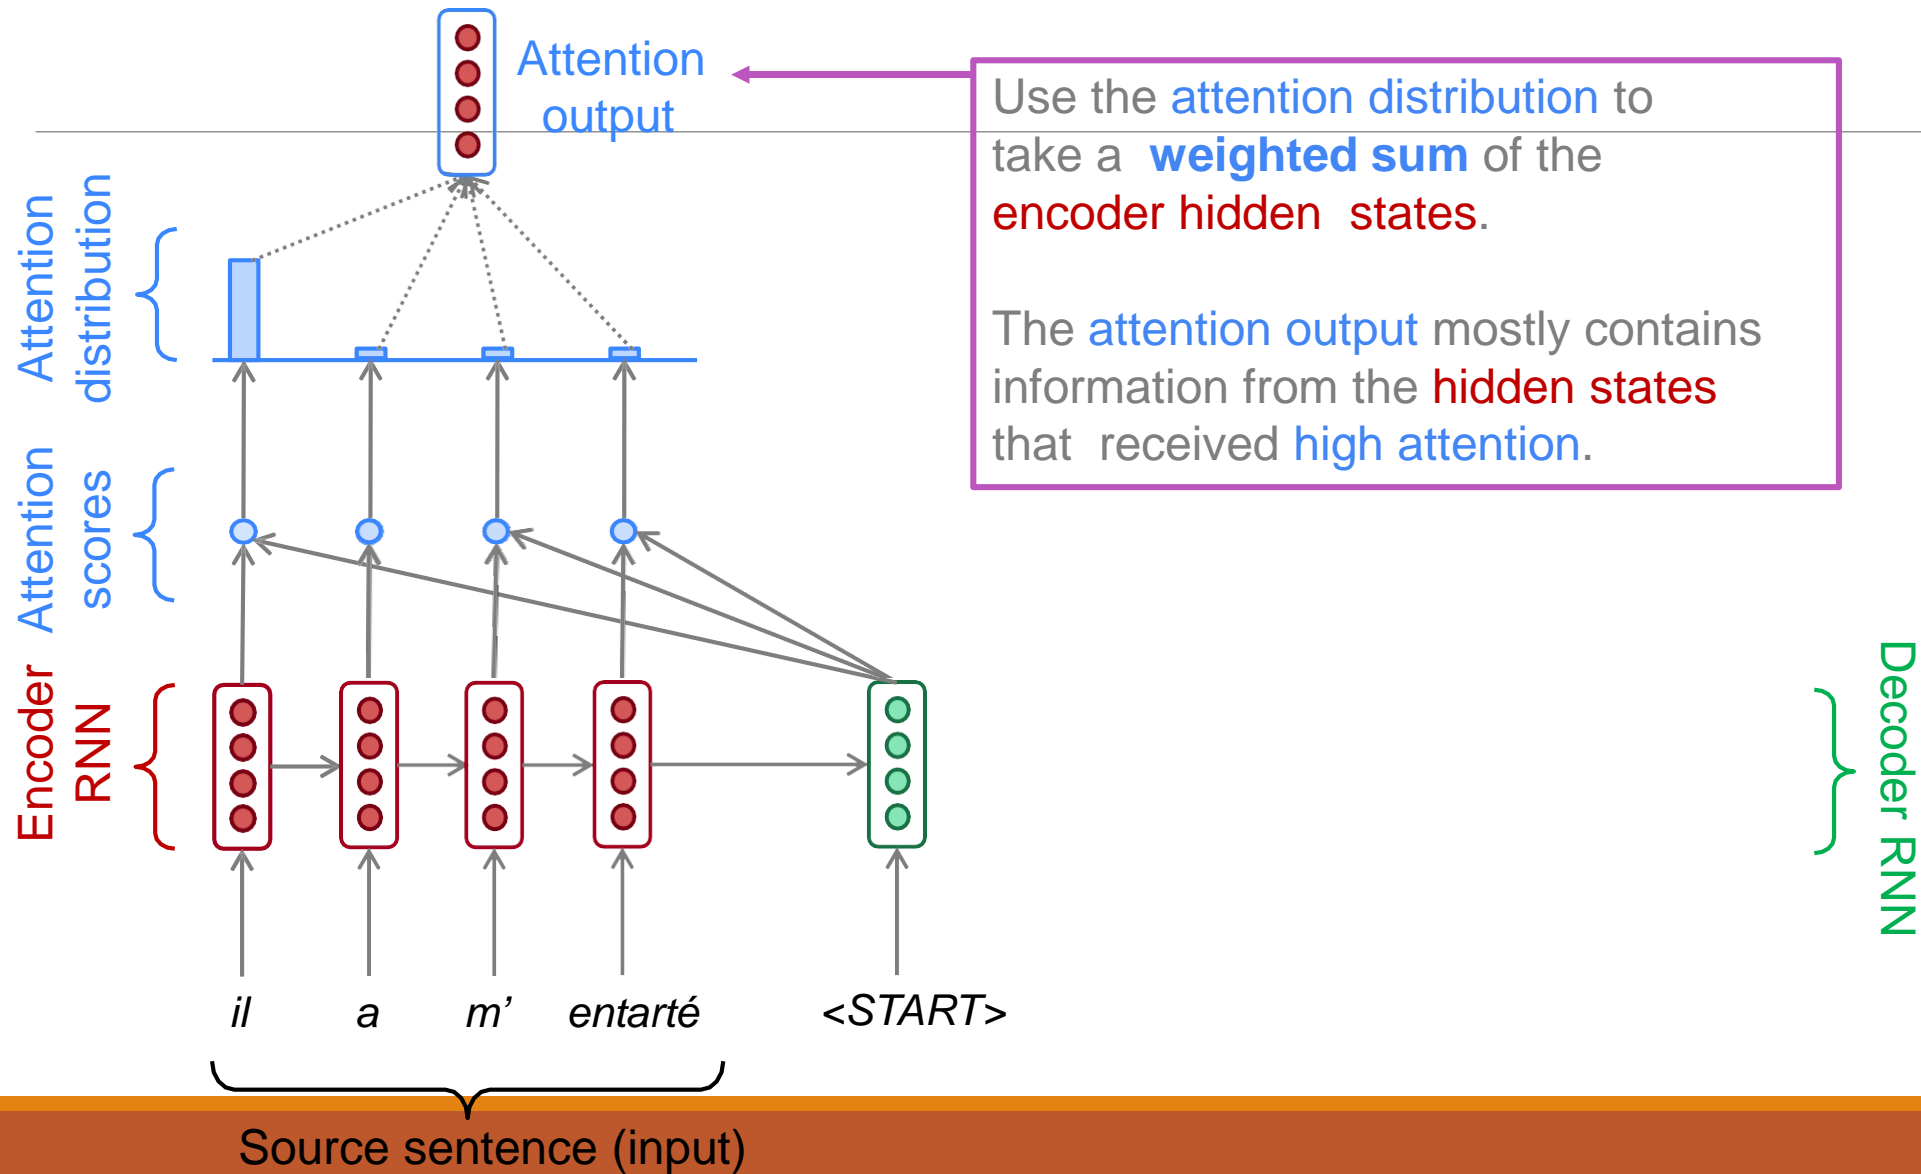 Attention
output
Use the attention distribution to
take a weighted sum of the
encoder hidden states.
The attention output mostly contains
information from the hidden states
that received high attention.
Attention
distribution
Attention
scores
Encoder
RNN
Decoder RNN
il a m’ entarté <START>
Source sentence (input)